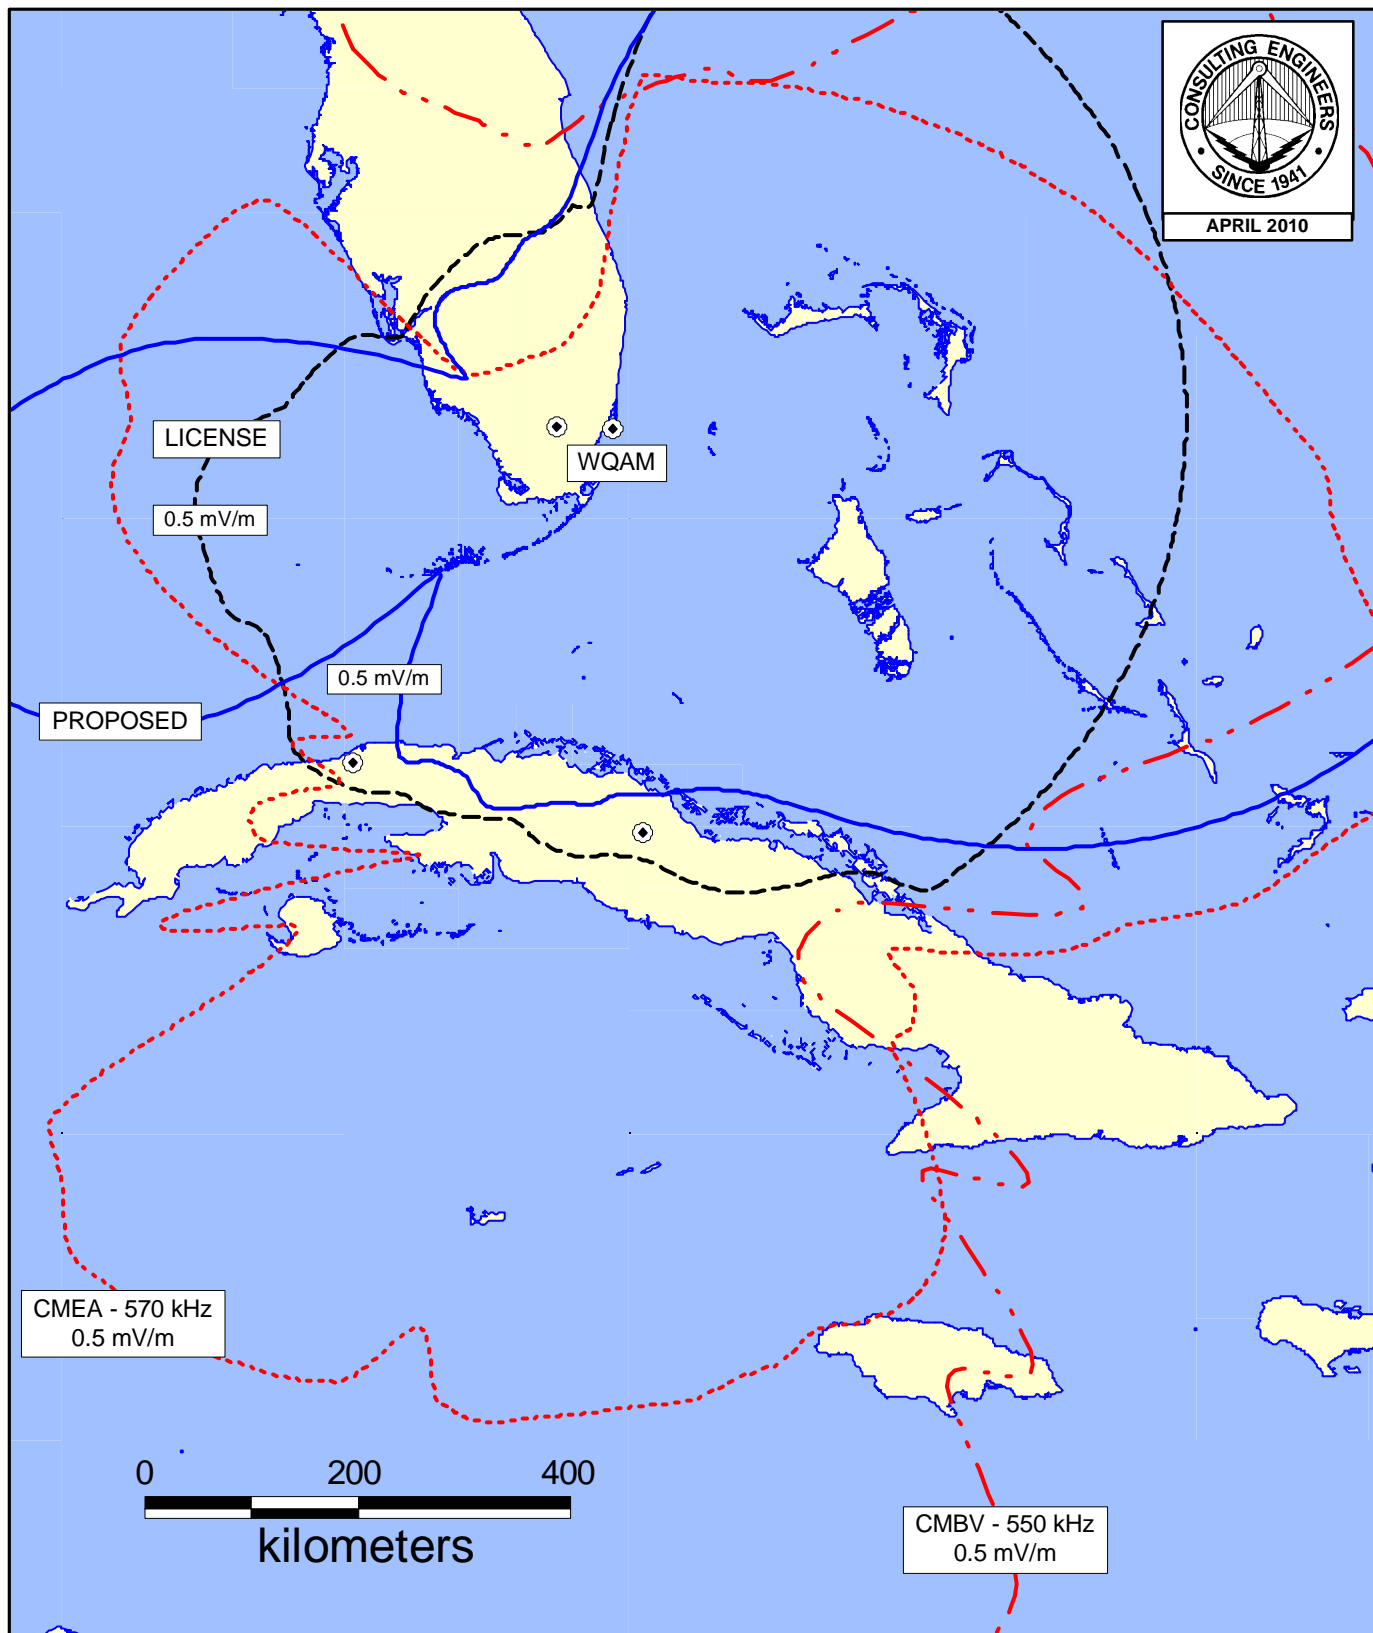 CONSULTING ENGINEERS
• SINCE 1941 •
APRIL 2010
LICENSE
WQAM
0.5 mV/m
0.5 mV/m
PROPOSED
CMEA - 570 kHz
0.5 mV/m
0 200 400
kilometers
CMBV - 550 kHz
0.5 mV/m